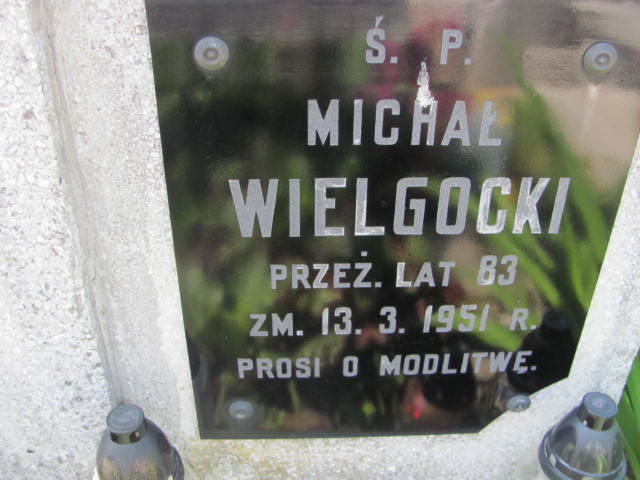 Ś. P.
MICHAŁ
WIELGOCKI
PRZEŻ. LAT 83
ZM. 13. 3. 1951 R.
PROSI O MODLITWĘ.